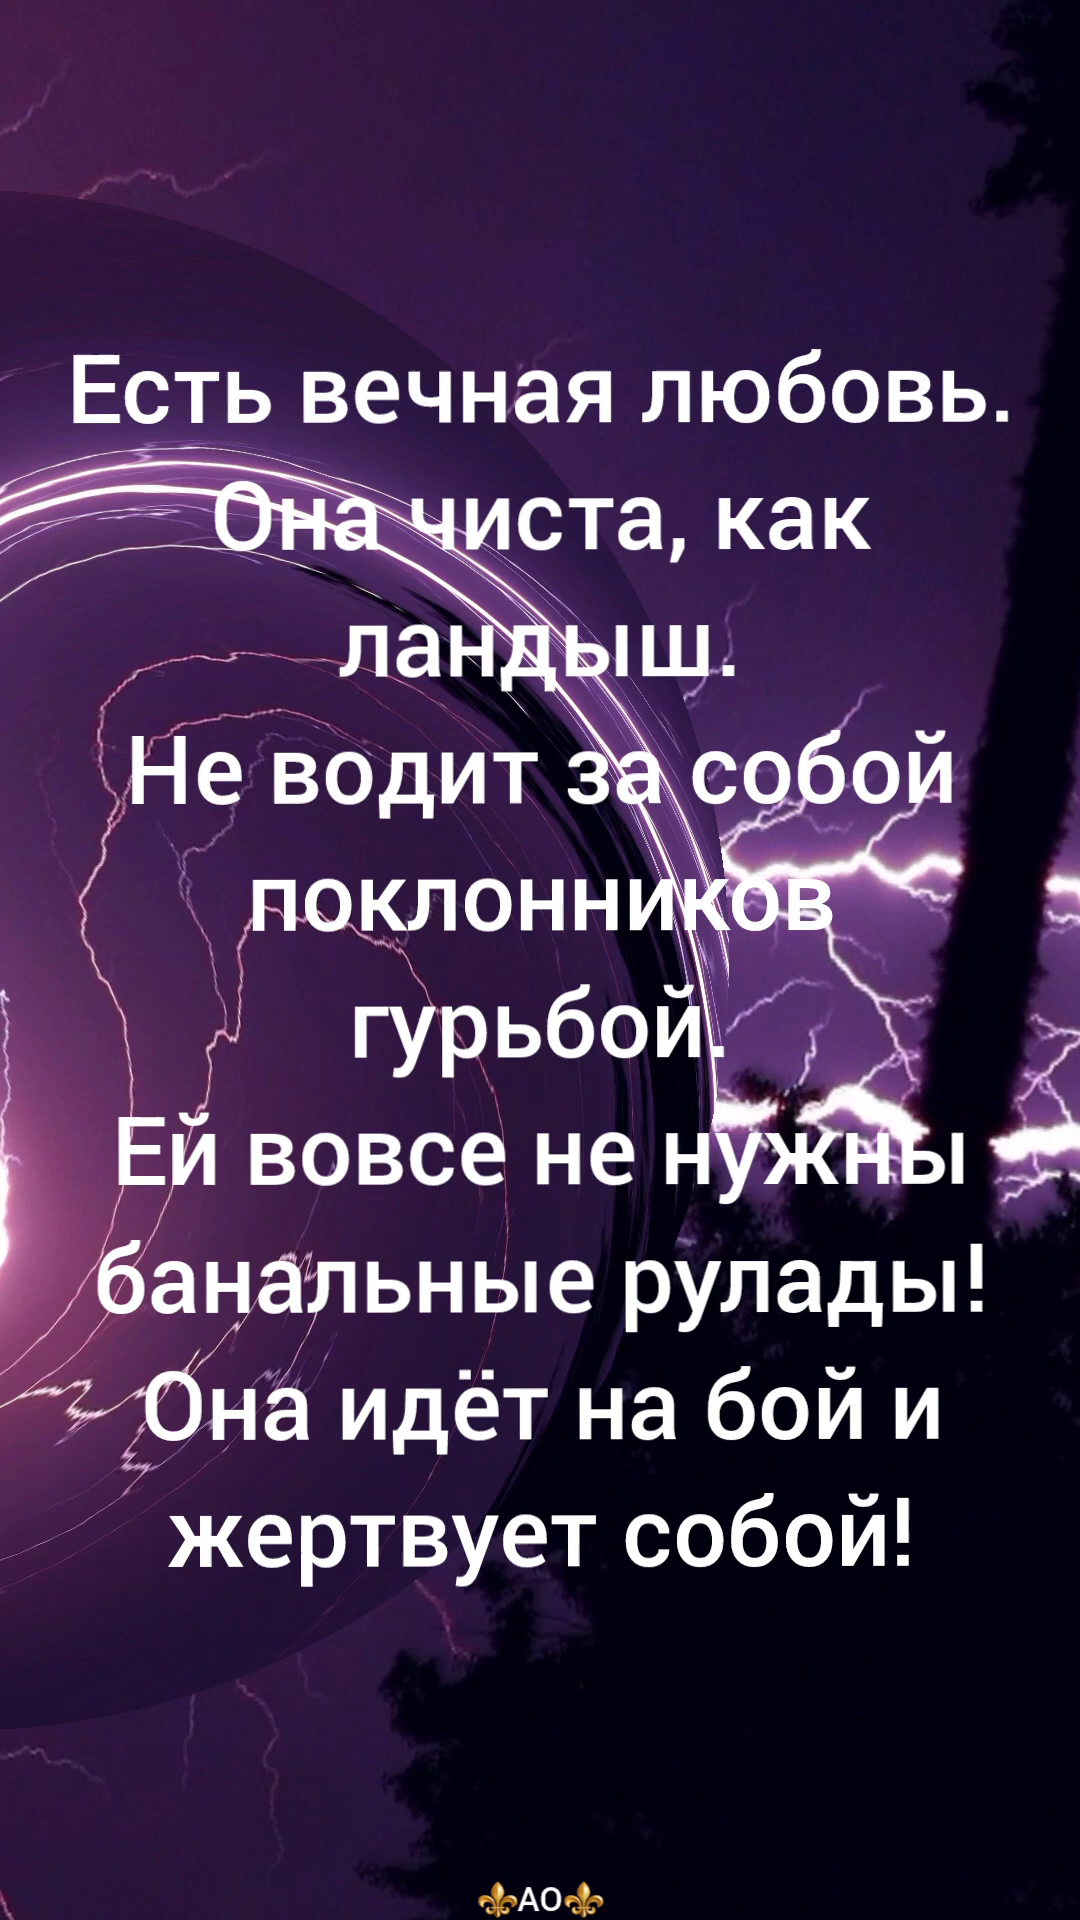 Есть вечная любовь.
Она чиста, как
ландыш.
Не водит за собой
поклонников
гурьбой.
Ей вовсе не нужны
банальные рулады!
Она идёт на бой и
жертвует собой!
⚜️АО⚜️